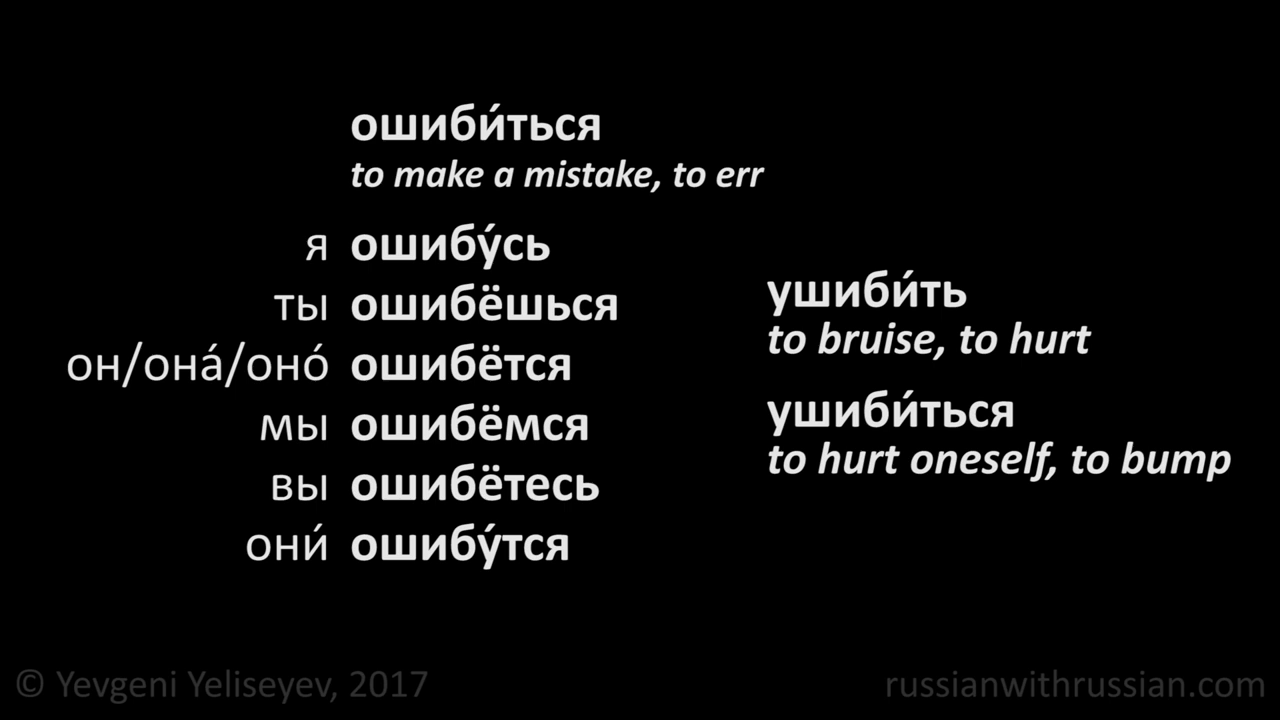 ошиби́ться
to make a mistake, to err
я ошибу́сь
ты ошибёшься
он/она́/оно́ ошибётся
мы ошибёмся
вы ошибётесь
они́ ошибу́тся
ушиби́ть
to bruise, to hurt
ушиби́ться
to hurt oneself, to bump
© Yevgeni Yeliseyev, 2017
russianwithrussian.com